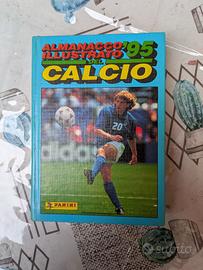 ALMANACCO
ILLUSTRATO '95
DEL
CALCIO
20
PANINI
subito